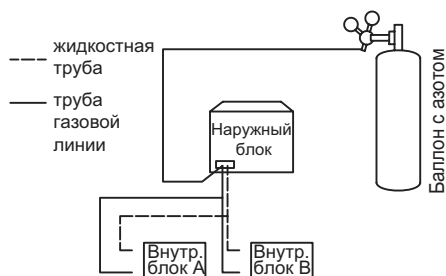 жидкостная
труба
труба
газовой
линии
Наружный
блок
Баллон с азотом
Внутр.
блок A
Внутр.
блок B